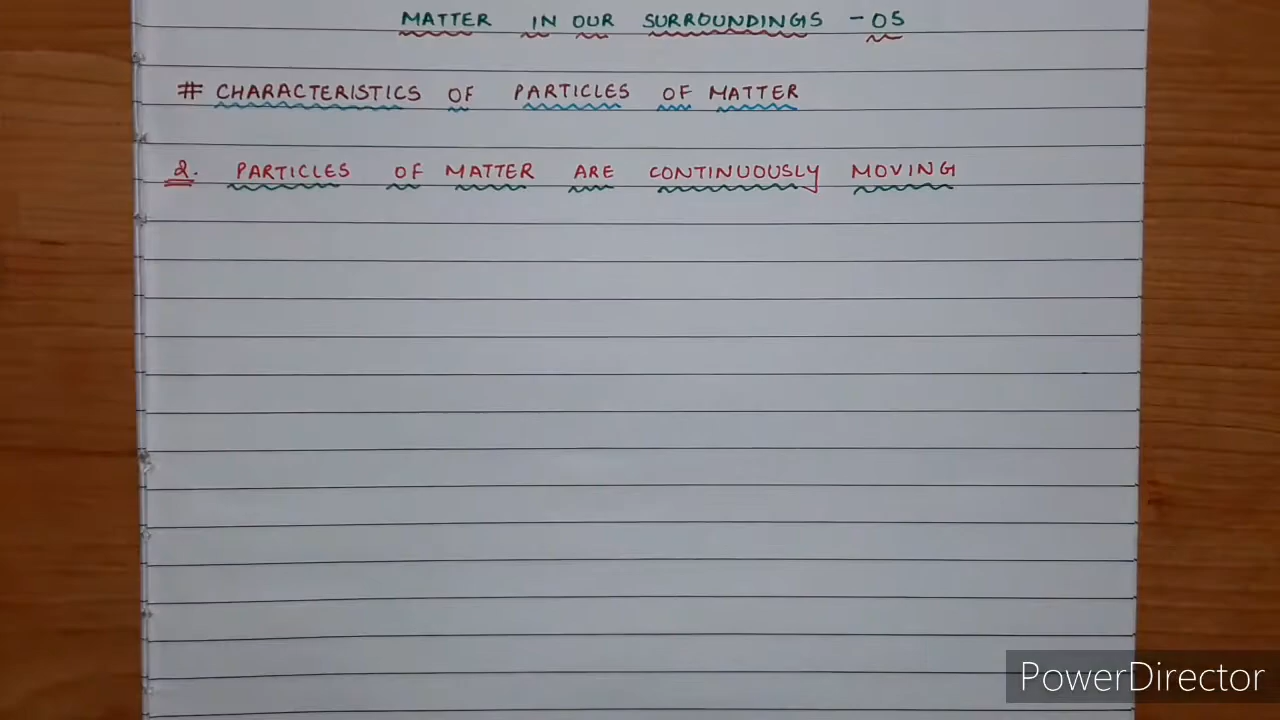 MATTER IN OUR SURROUNDINGS - 05
# CHARACTERISTICS OF PARTICLES OF MATTER
2. PARTICLES OF MATTER ARE CONTINUOUSLY MOVING
PowerDirector